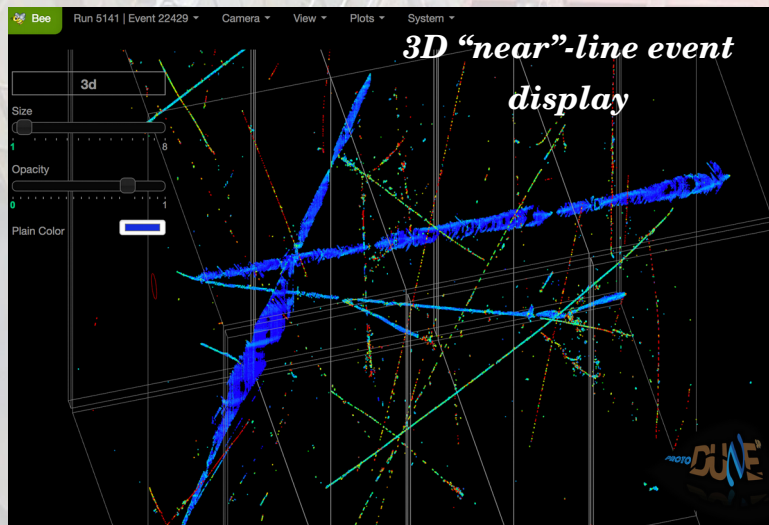 Bee Run 5141 | Event 22429 Camera View Plots System
3D “near”-line event
display
3d
Size
1 8
Opacity
0 1
Plain Color
PROTO DUNE